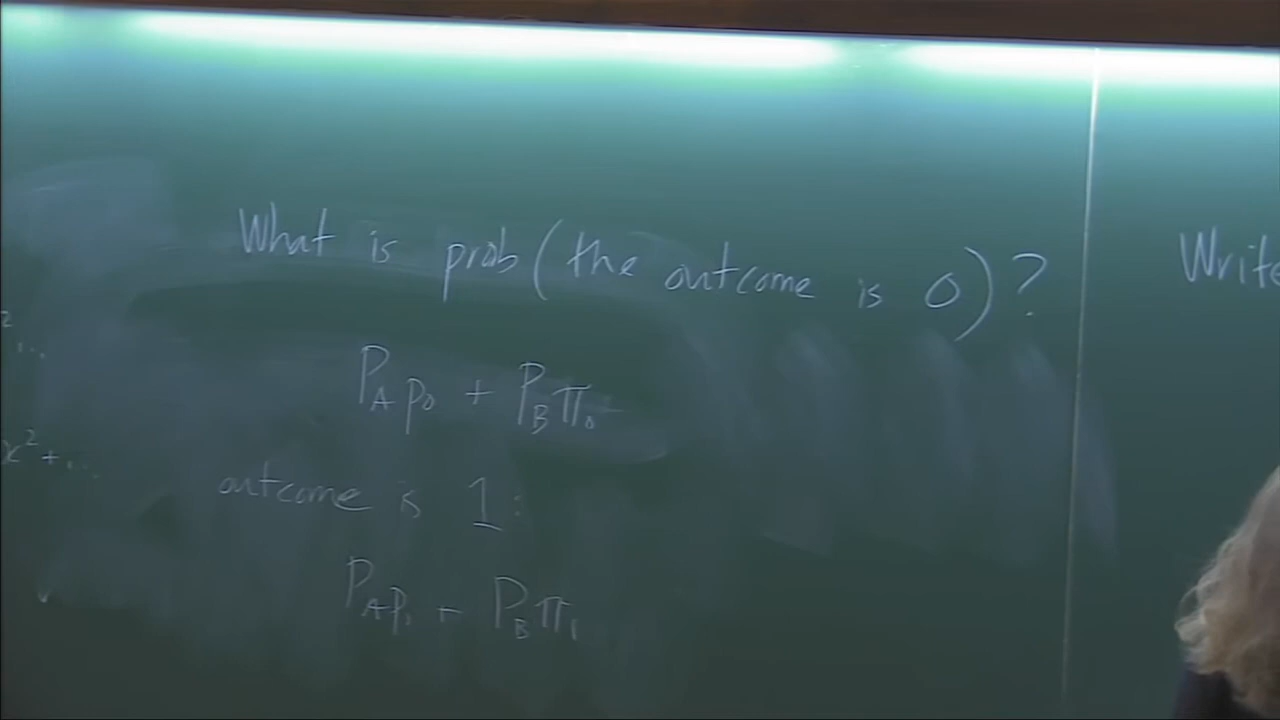 What is prob(the outcome is 0)?
P_A p_0 + P_B π_0
outcome is 1:
P_A p_1 + P_B π_1
x² + ...
Write